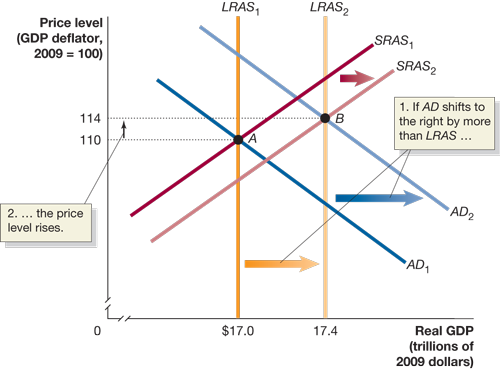 Price level
(GDP deflator,
2009 = 100)
LRAS1
LRAS2
SRAS1
SRAS2
1. If AD shifts to
the right by more
than LRAS …
114
110
A
B
2. … the price
level rises.
AD2
AD1
0
$17.0
17.4
Real GDP
(trillions of
2009 dollars)